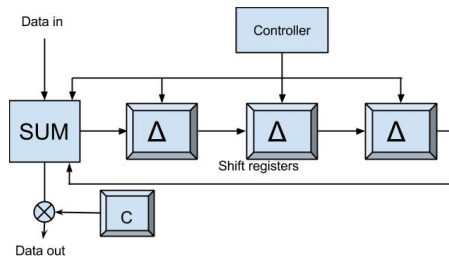 Data in
Controller
SUM
Δ
Δ
Δ
Shift registers
C
Data out